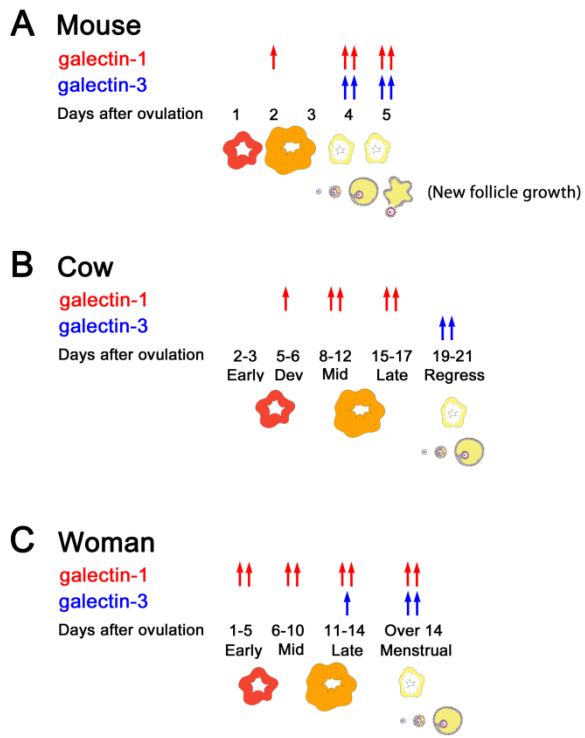 A Mouse
galectin-1
galectin-3
Days after ovulation 1 2 3 4 5
(New follicle growth)
B Cow
galectin-1
galectin-3
Days after ovulation 2-3 5-6 8-12 15-17 19-21
Early Dev Mid Late Regress
C Woman
galectin-1
galectin-3
Days after ovulation 1-5 6-10 11-14 Over 14
Early Mid Late Menstrual